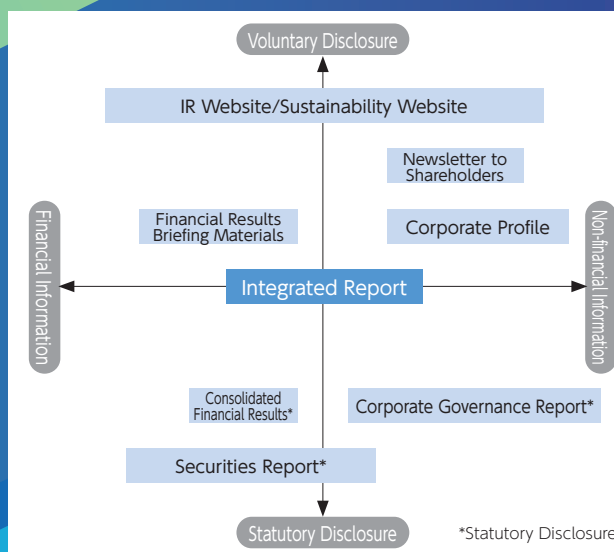 Voluntary Disclosure
IR Website/Sustainability Website
Newsletter to
Shareholders
Financial Results
Briefing Materials
Corporate Profile
Financial Information
Non-financial Information
Integrated Report
Consolidated
Financial Results*
Corporate Governance Report*
Securities Report*
Statutory Disclosure
*Statutory Disclosure